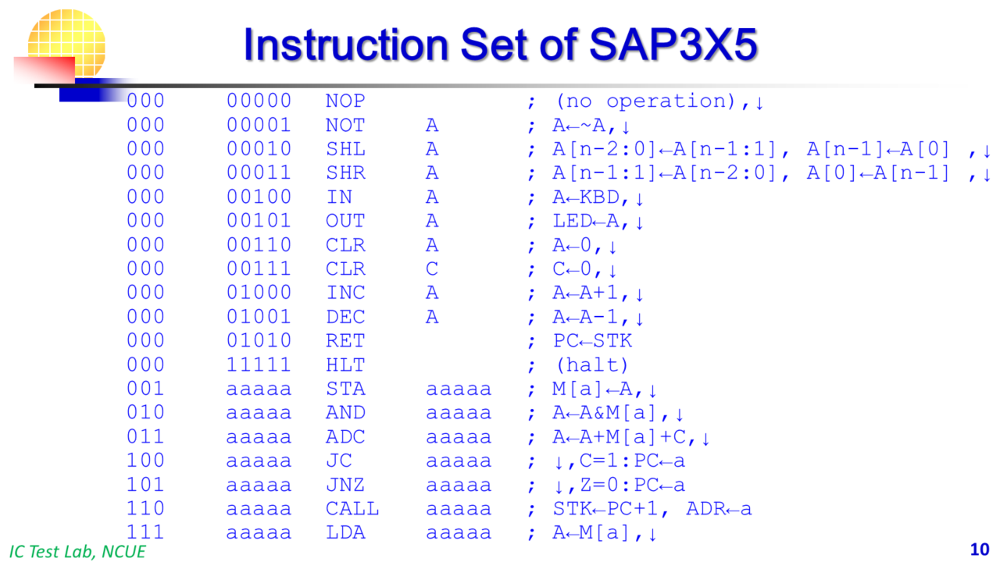 Instruction Set of SAP3X5
000 00000 NOP ; (no operation),↓
000 00001 NOT A ; A←~A,↓
000 00010 SHL A ; A[n-2:0]←A[n-1:1], A[n-1]←A[0] ,↓
000 00011 SHR A ; A[n-1:1]←A[n-2:0], A[0]←A[n-1] ,↓
000 00100 IN A ; A←KBD,↓
000 00101 OUT A ; LED←A,↓
000 00110 CLR A ; A←0,↓
000 00111 CLR C ; C←0,↓
000 01000 INC A ; A←A+1,↓
000 01001 DEC A ; A←A-1,↓
000 01010 RET ; PC←STK
000 11111 HLT ; (halt)
001 aaaaa STA aaaaa ; M[a]←A,↓
010 aaaaa AND aaaaa ; A←A&M[a],↓
011 aaaaa ADC aaaaa ; A←A+M[a]+C,↓
100 aaaaa JC aaaaa ; ↓,C=1:PC←a
101 aaaaa JNZ aaaaa ; ↓,Z=0:PC←a
110 aaaaa CALL aaaaa ; STK←PC+1, ADR←a
111 aaaaa LDA aaaaa ; A←M[a],↓
IC Test Lab, NCUE
10